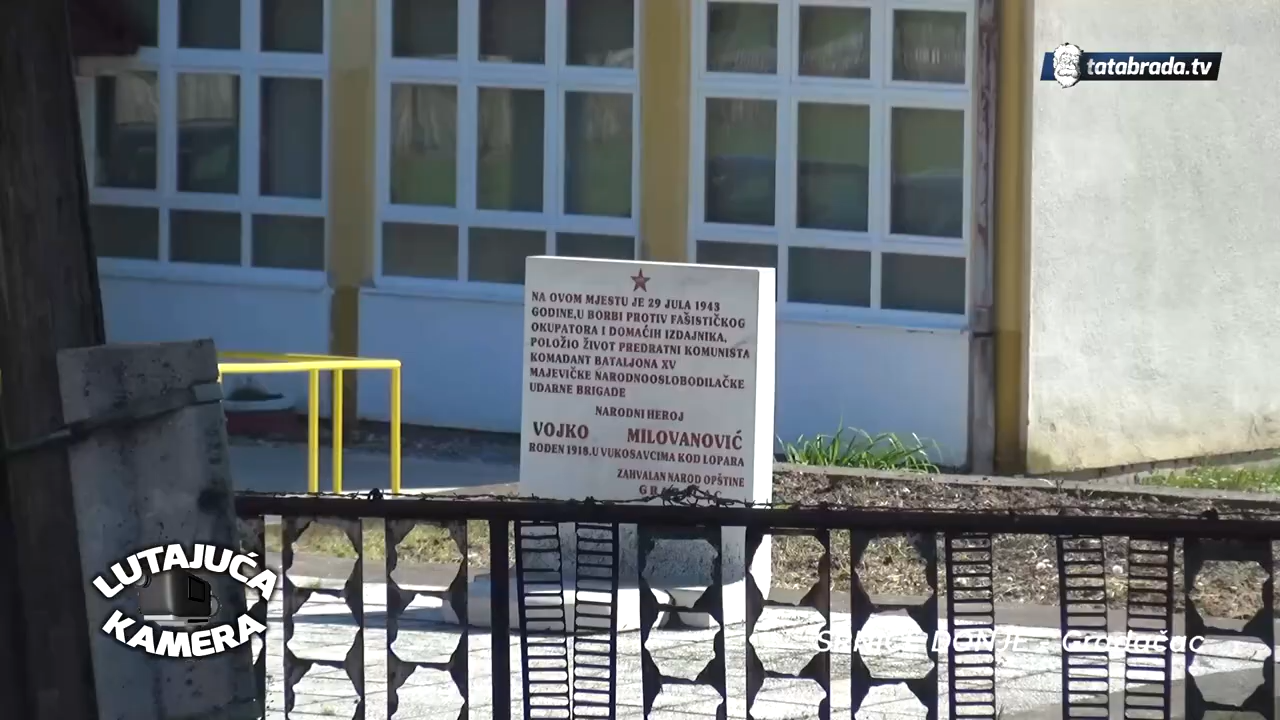 tatabrada.tv
NA OVOM MJESTU JE 29 JULA 1943
GODINE,U BORBI PROTIV FAŠISTIČKOG
OKUPATORA I DOMAĆIH IZDAJNIKA,
POLOŽIO ŽIVOT PREDRATNI KOMUNISTA
KOMADANT BATALJONA XV
MAJEVIČKE NARODNOOSLOBODILAČKE
UDARNE BRIGADE
NARODNI HEROJ
VOJKO MILOVANOVIĆ
ROĐEN 1918.U VUKOSAVCIMA KOD LOPARA
ZAHVALAN NAROD OPŠTINE
LUTAJUĆA
KAMERA
DONJE - Gradačac